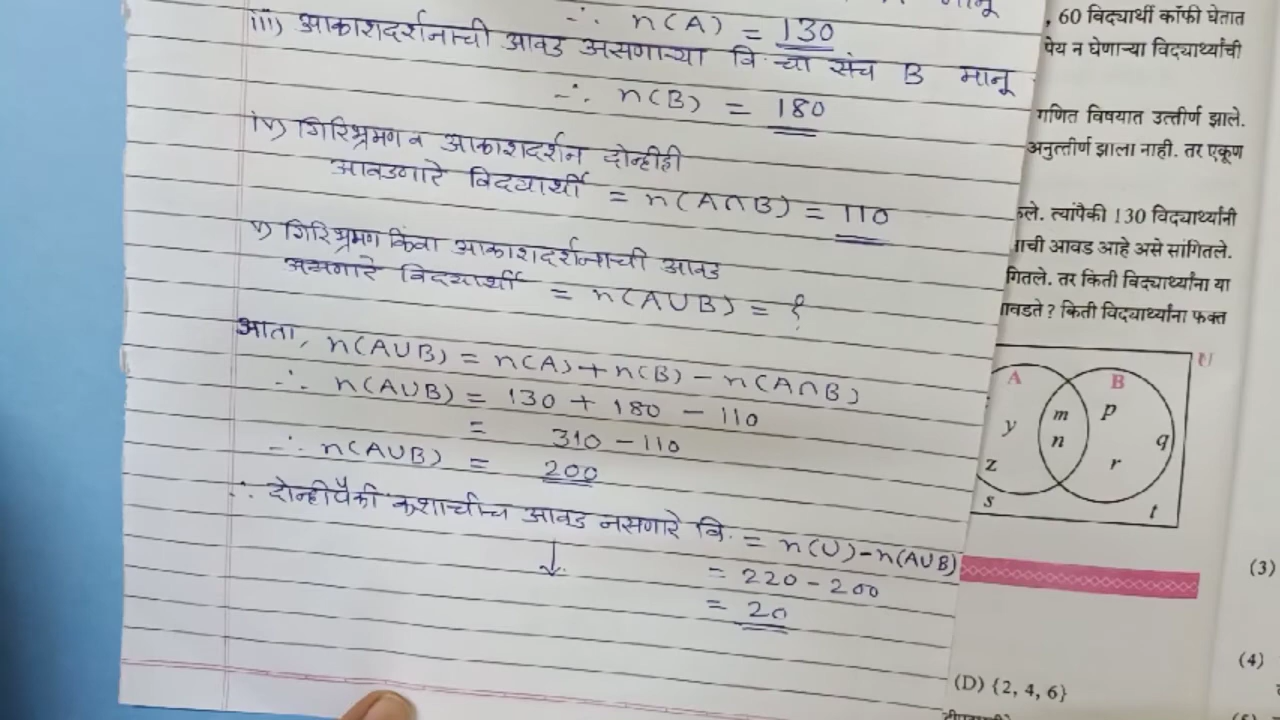 मानू
∴ n(A) = 130
iii) आकाशदर्शनाची आवड असणाऱ्या वि.चा संच B मानू
∴ n(B) = 180
iv) गिरिभ्रमण व आकाशदर्शन दोन्हीही
आवडणारे विद्यार्थी = n(A∩B) = 110
v) गिरिभ्रमण किंवा आकाशदर्शनाची आवड
असणारे विद्यार्थी = n(A∪B) = ?
आता, n(A∪B) = n(A) + n(B) - n(A∩B)
∴ n(A∪B) = 130 + 180 - 110
= 310 - 110
∴ n(A∪B) = 200
∴ दोन्हीपैकी कशाचीच आवड नसणारे वि. = n(U) - n(A∪B)
= 220 - 200
= 20
, 60 विद्यार्थी कॉफी घेतात
पेय न घेणाऱ्या विद्यार्थ्यांची
गणित विषयात उत्तीर्ण झाले.
अनुत्तीर्ण झाला नाही. तर एकूण
त्यांपैकी 130 विद्यार्थ्यांनी
आवड आहे असे सांगितले.
तर किती विद्यार्थ्यांना या
किती विद्यार्थ्यांना फक्त
U
A B
y m n p q
z r
s t
(3)
(4)
(D) {2, 4, 6}